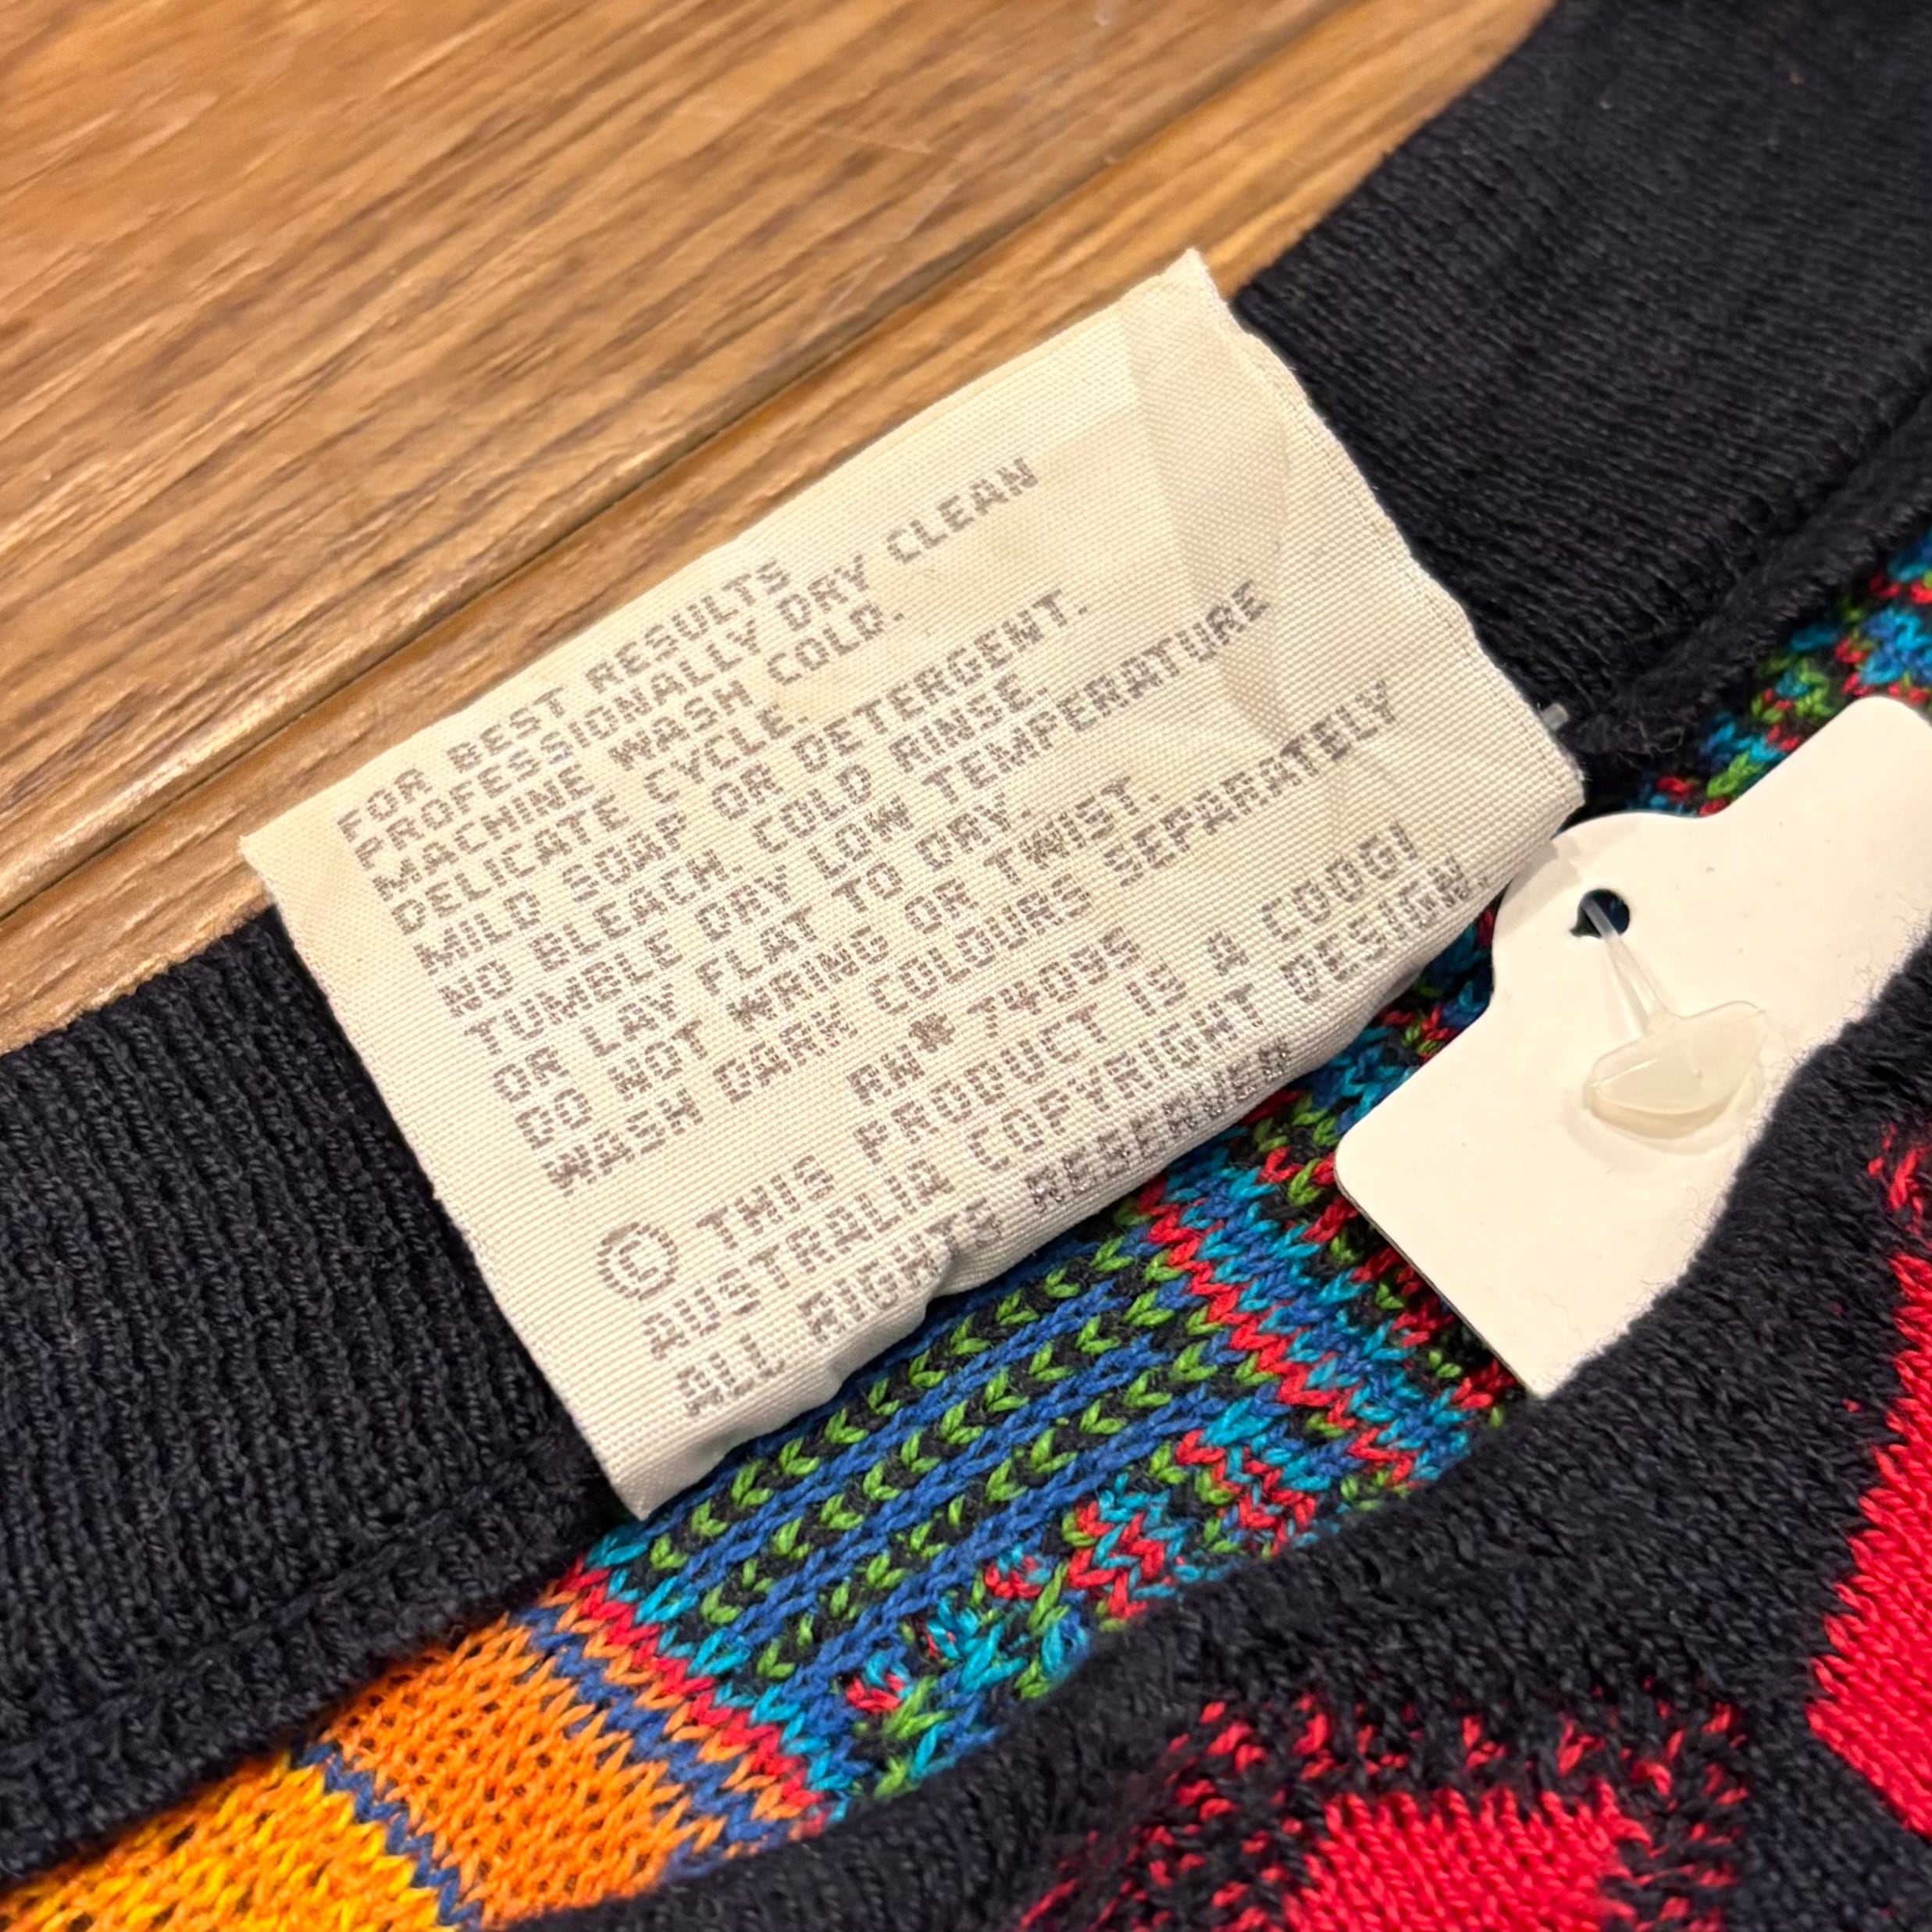 FOR BEST RESULTS
PROFESSIONALLY DRY CLEAN
MACHINE WASH COLD.
DELICATE CYCLE.
MILD SOAP OR DETERGENT.
NO BLEACH. COLD RINSE.
TUMBLE DRY LOW TEMPERATURE
OR LAY FLAT TO DRY.
DO NOT WRING OR TWIST.
WASH DARK COLOURS SEPARATELY
RN# 74095
© THIS PRODUCT IS A COOGI
AUSTRALIA COPYRIGHT DESIGN.
ALL RIGHTS RESERVED